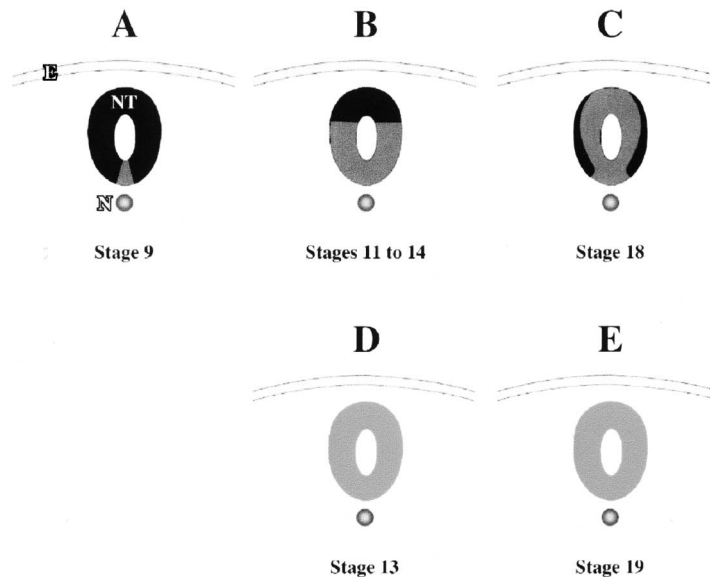 A B C
E
NT
N
Stage 9 Stages 11 to 14 Stage 18
D E
Stage 13 Stage 19